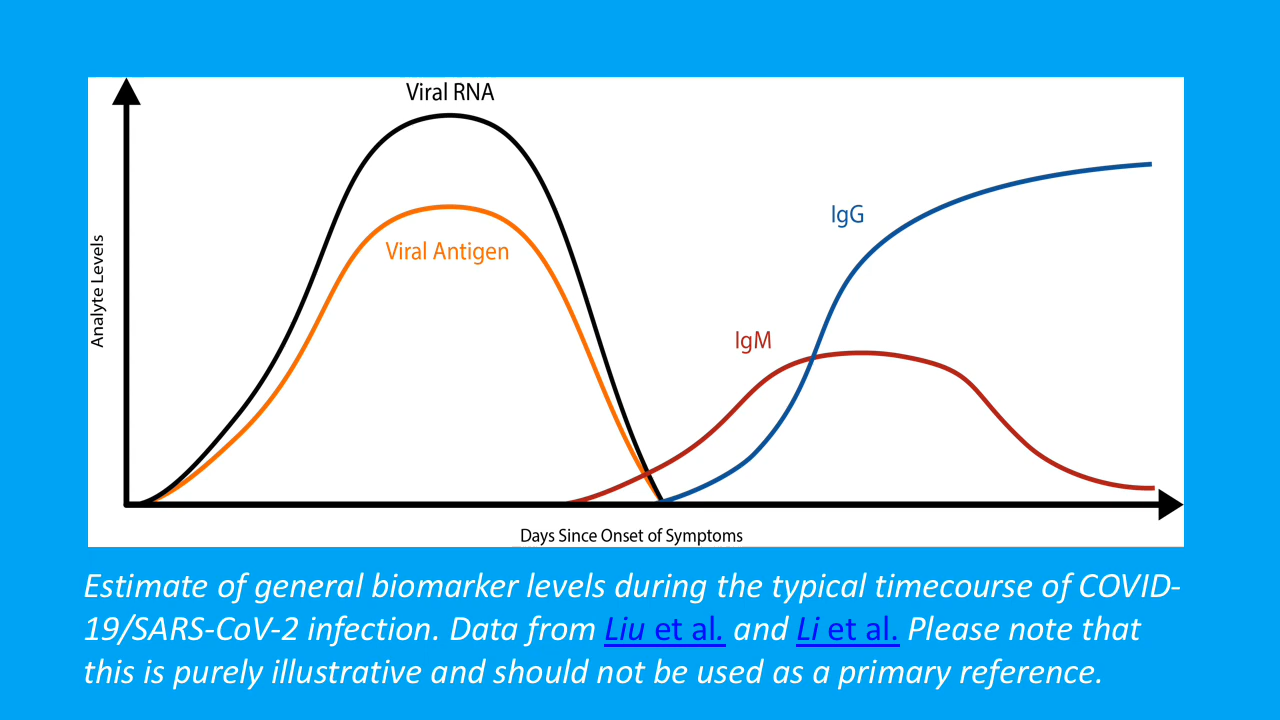 Viral RNA
Viral Antigen
IgG
IgM
Analyte Levels
Days Since Onset of Symptoms
Estimate of general biomarker levels during the typical timecourse of COVID-
19/SARS-CoV-2 infection. Data from Liu et al. and Li et al. Please note that
this is purely illustrative and should not be used as a primary reference.